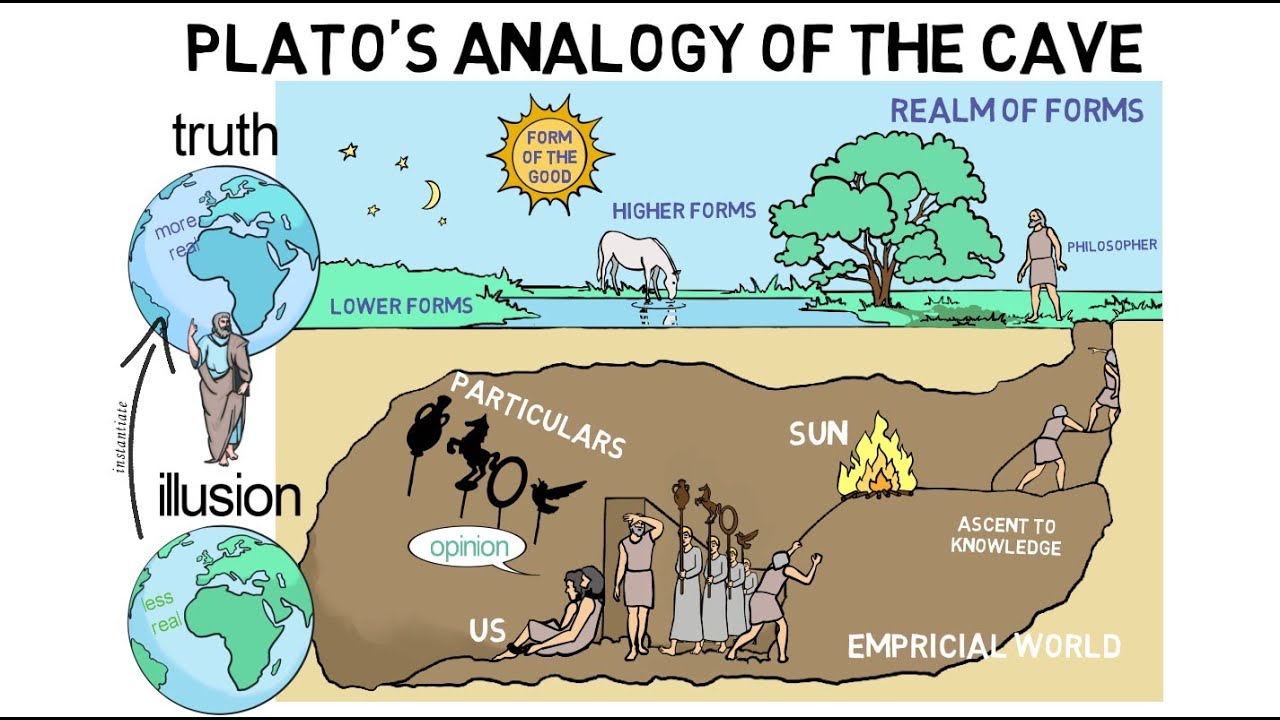 PLATO'S ANALOGY OF THE CAVE
truth
more
real
instantiate
illusion
less
real
REALM OF FORMS
FORM
OF THE
GOOD
HIGHER FORMS
PHILOSOPHER
LOWER FORMS
PARTICULARS
SUN
opinion
ASCENT TO
KNOWLEDGE
US
EMPRICIAL WORLD